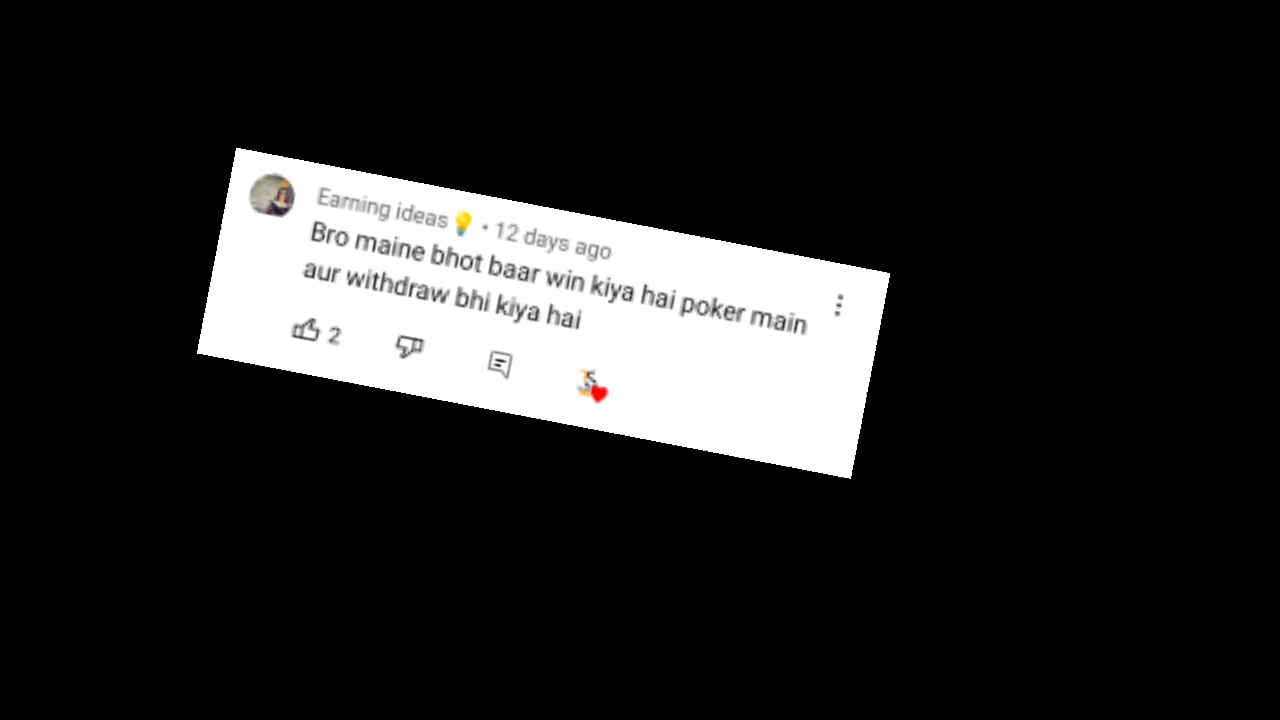 Earning ideas💡 • 12 days ago
Bro maine bhot baar win kiya hai poker main
aur withdraw bhi kiya hai
2